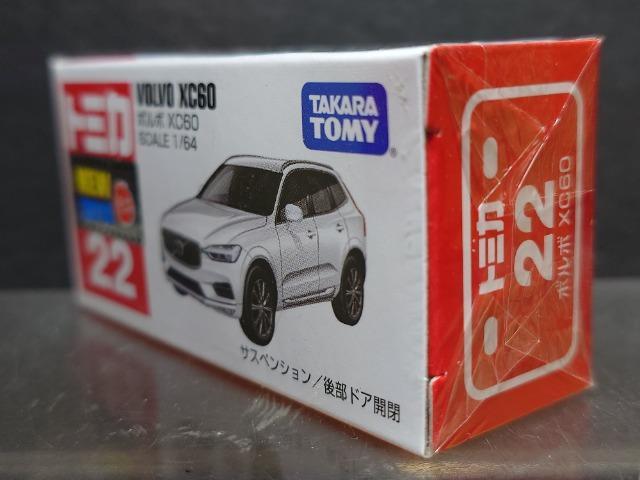 トミカ
VOLVO XC60
ボルボ XC60
SCALE 1/64
NEW
22
TAKARA
TOMY
サスペンション/後部ドア開閉
トミカ
22
ボルボ XC60